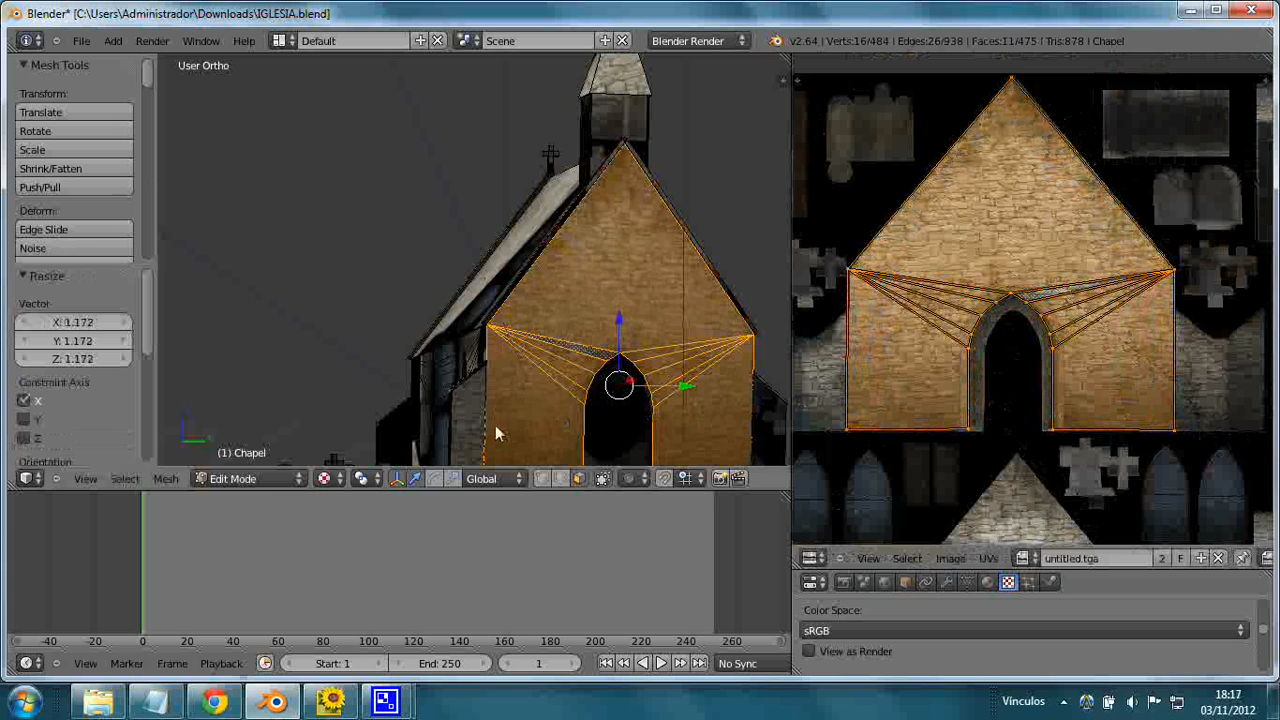 Blender* [C:\Users\Administrador\Downloads\IGLESIA.blend]
File Add Render Window Help Default Scene Blender Render v2.64 | Verts:16/484 | Edges:26/938 | Faces:11/475 | Tris:878 | Chapel
Mesh Tools
Transform:
Translate
Rotate
Scale
Shrink/Fatten
Push/Pull
Deform:
Edge Slide
Noise
Resize
Vector
X: 1.172
Y: 1.172
Z: 1.172
Constraint Axis
X
Y
Z
Orientation
User Ortho
(1) Chapel
View Select Mesh Edit Mode Global
View Select Image UVs untitled.tga 2 F
Color Space:
sRGB
View as Render
-40 -20 0 20 40 60 80 100 120 140 160 180 200 220 240 260
View Marker Frame Playback Start: 1 End: 250 1 No Sync
Vínculos
18:17
03/11/2012